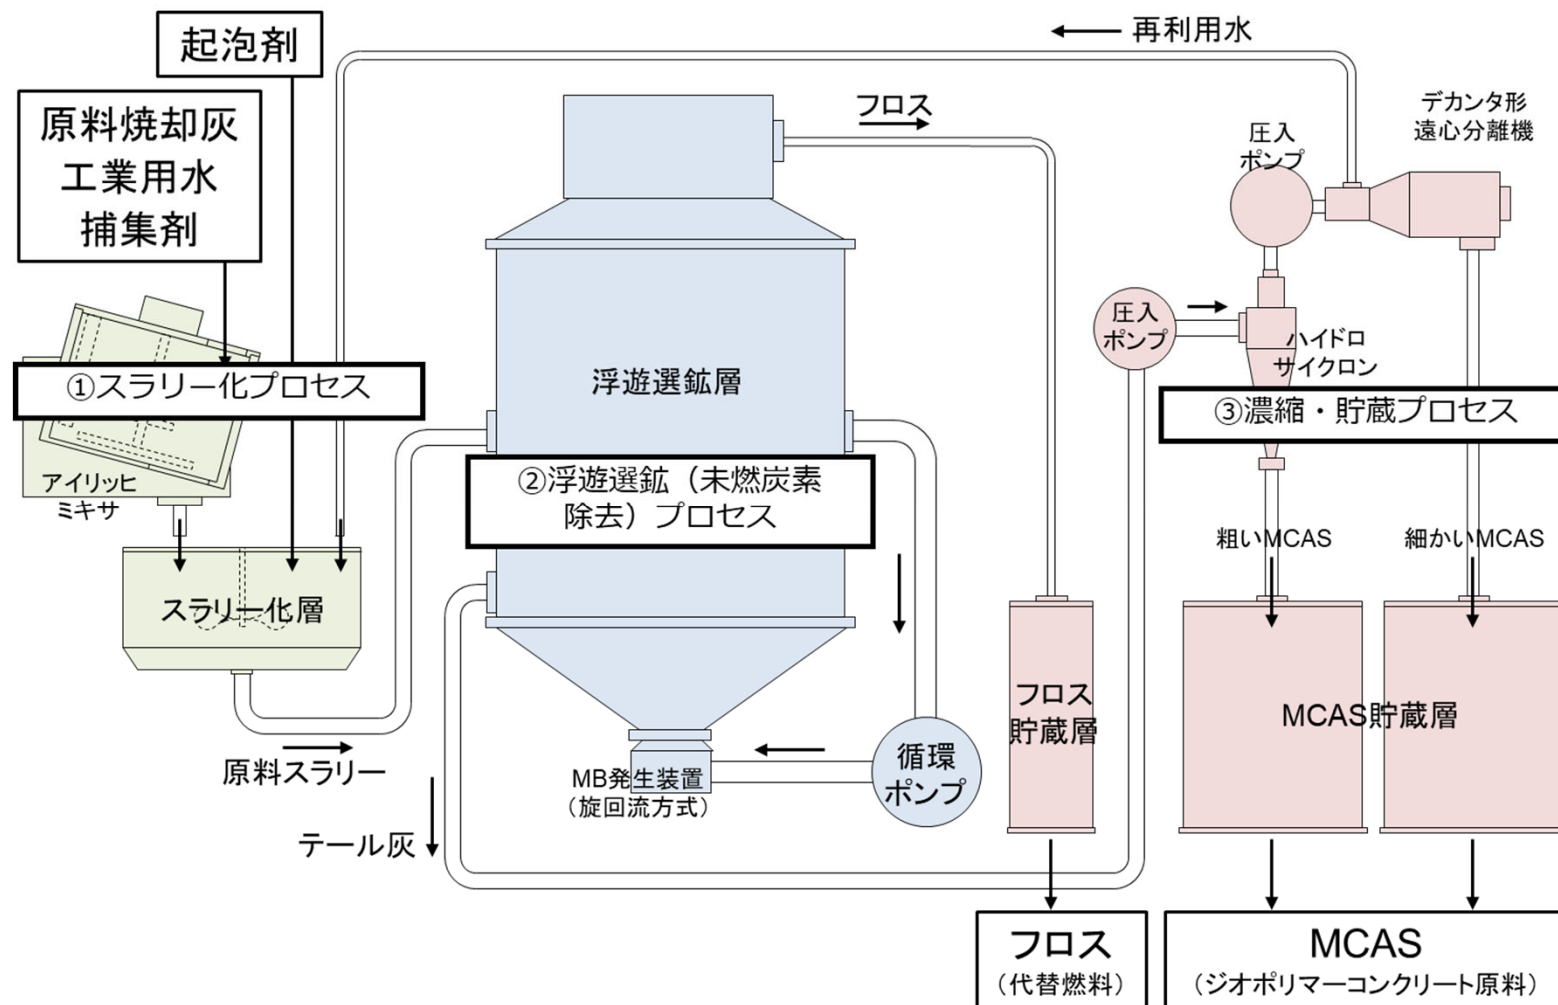 起泡剤
原料焼却灰
工業用水
捕集剤
再利用水
フロス
デカンタ形
遠心分離機
圧入
ポンプ
圧入
ポンプ
ハイドロ
サイクロン
①スラリー化プロセス
浮遊選鉱層
③濃縮・貯蔵プロセス
アイリッヒ
ミキサ
②浮遊選鉱（未燃炭素
除去）プロセス
粗いMCAS
細かいMCAS
スラリー化層
フロス
貯蔵層
MCAS貯蔵層
原料スラリー
MB発生装置
（旋回流方式）
循環
ポンプ
テール灰
フロス
（代替燃料）
MCAS
（ジオポリマーコンクリート原料）